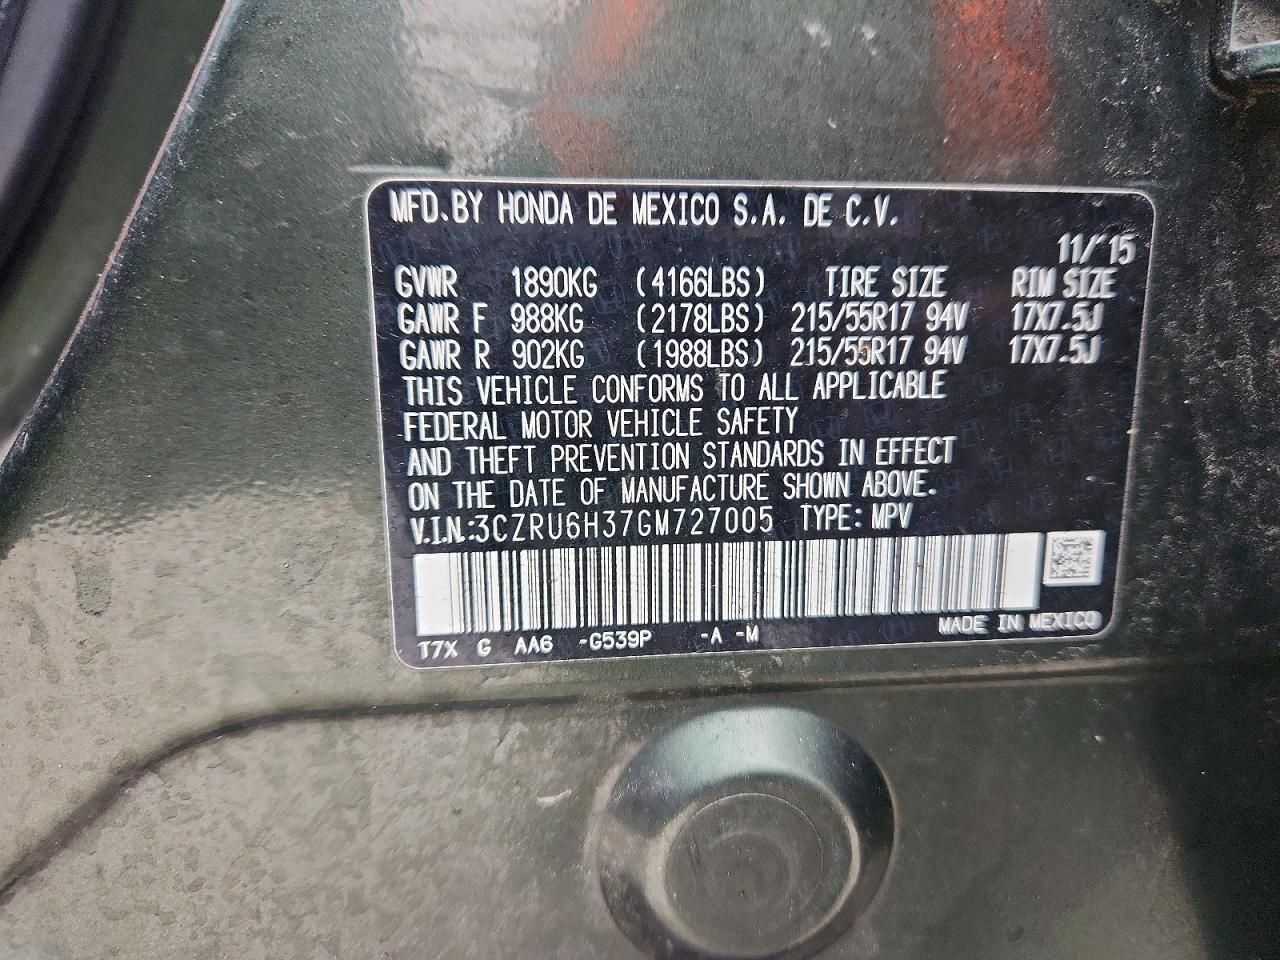 MFD.BY HONDA DE MEXICO S.A. DE C.V.
11/'15
GVWR 1890KG (4166LBS) TIRE SIZE RIM SIZE
GAWR F 988KG (2178LBS) 215/55R17 94V 17X7.5J
GAWR R 902KG (1988LBS) 215/55R17 94V 17X7.5J
THIS VEHICLE CONFORMS TO ALL APPLICABLE
FEDERAL MOTOR VEHICLE SAFETY
AND THEFT PREVENTION STANDARDS IN EFFECT
ON THE DATE OF MANUFACTURE SHOWN ABOVE.
V.I.N.:3CZRU6H37GM727005 TYPE: MPV
T7X G AA6 -G539P -A -M MADE IN MEXICO